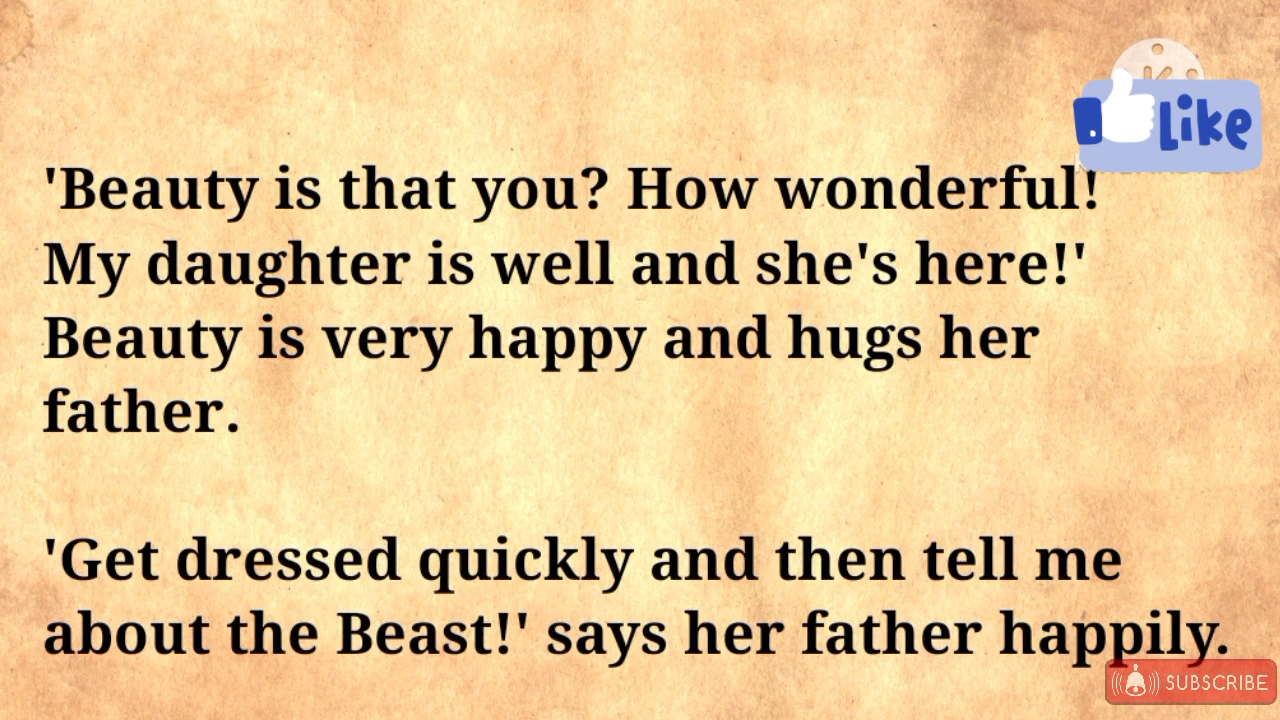 Like
'Beauty is that you? How wonderful!
My daughter is well and she's here!'
Beauty is very happy and hugs her
father.
'Get dressed quickly and then tell me
about the Beast!' says her father happily.
SUBSCRIBE